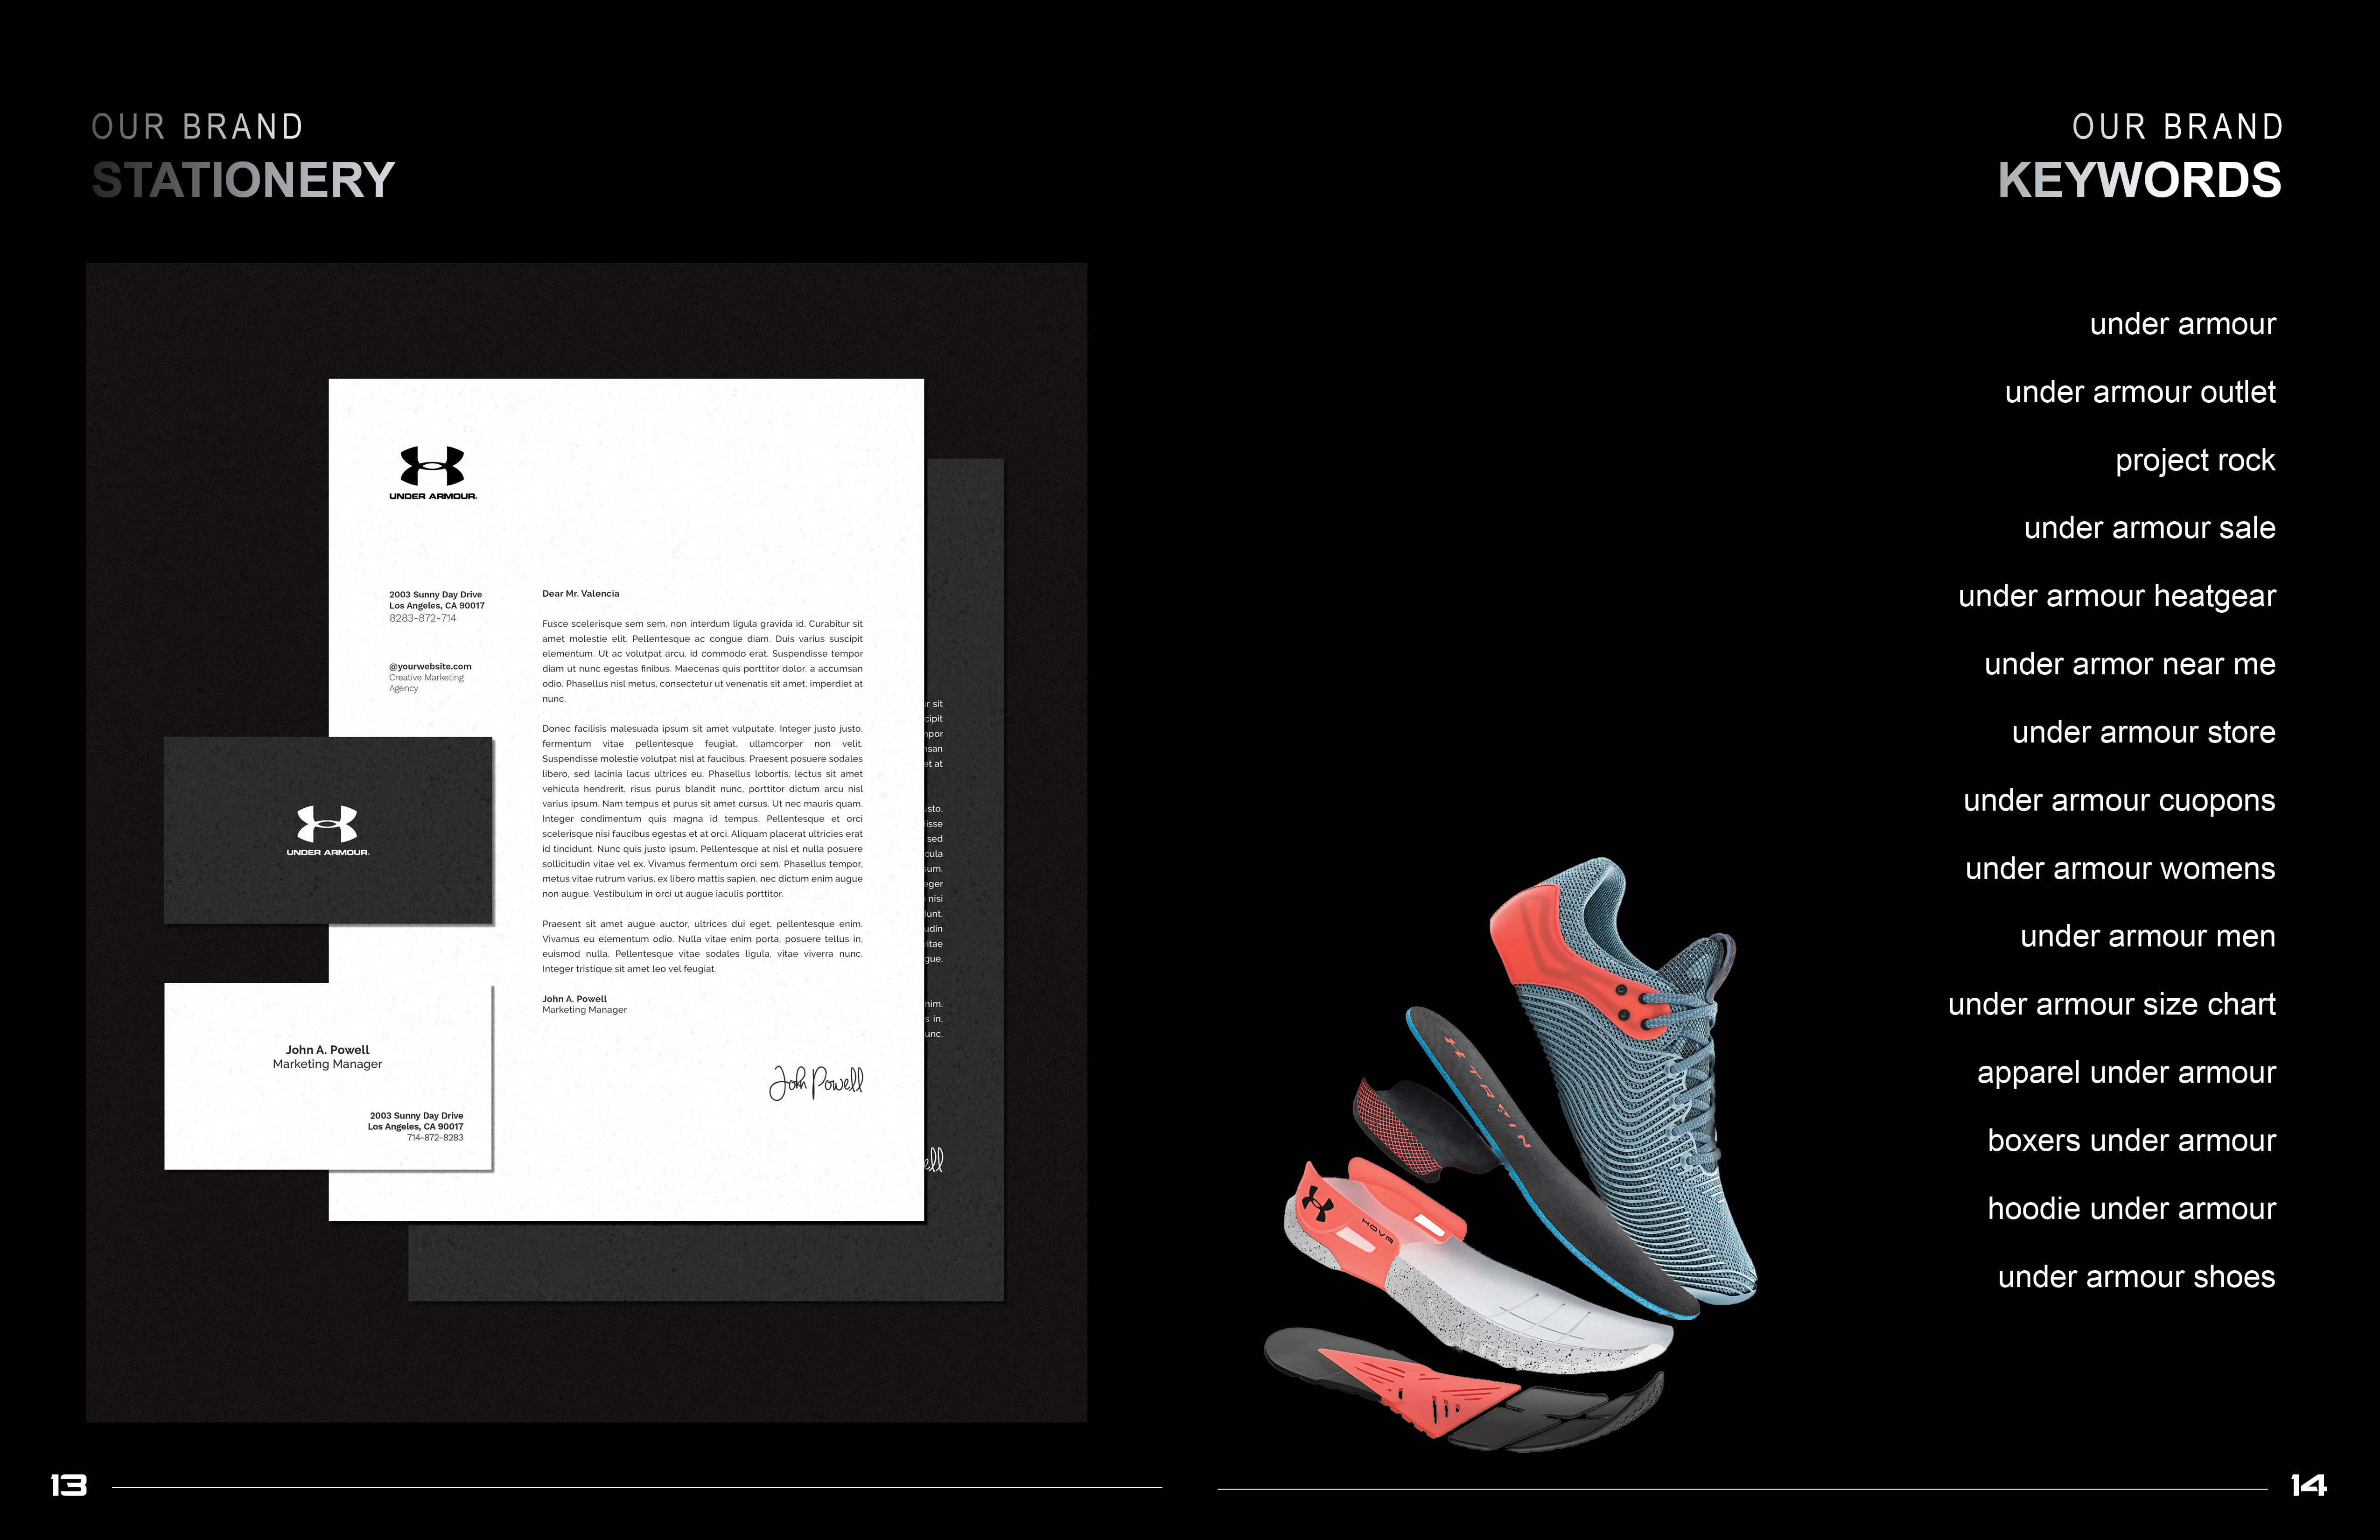 OUR BRAND
STATIONERY
UNDER ARMOUR.
2003 Sunny Day Drive
Los Angeles, CA 90017
8283-872-714
@yourwebsite.com
Creative Marketing
Agency
Dear Mr. Valencia
Fusce scelerisque sem sem, non interdum ligula gravida id. Curabitur sit
amet molestie elit. Pellentesque ac congue diam. Duis varius suscipit
elementum. Ut ac volutpat arcu, id commodo erat. Suspendisse tempor
diam ut nunc egestas finibus. Maecenas quis porttitor dolor, a accumsan
odio. Phasellus nisl metus, consectetur ut venenatis sit amet, imperdiet at
nunc.
Donec facilisis malesuada ipsum sit amet vulputate. Integer justo justo,
fermentum vitae pellentesque feugiat, ullamcorper non velit.
Suspendisse molestie volutpat nisl at faucibus. Praesent posuere sodales
libero, sed lacinia lacus ultrices eu. Phasellus lobortis, lectus sit amet
vehicula hendrerit, risus purus blandit nunc, porttitor dictum arcu nisl
varius ipsum. Nam tempus et purus sit amet cursus. Ut nec mauris quam.
Integer condimentum quis magna id tempus. Pellentesque et orci
scelerisque nisi faucibus egestas et at orci. Aliquam placerat ultricies erat
id tincidunt. Nunc quis justo ipsum. Pellentesque at nisl et nulla posuere
sollicitudin vitae vel ex. Vivamus fermentum orci sem. Phasellus tempor,
metus vitae rutrum varius, ex libero mattis sapien, nec dictum enim augue
non augue. Vestibulum in orci ut augue iaculis porttitor.
Praesent sit amet augue auctor, ultrices dui eget, pellentesque enim.
Vivamus eu elementum odio. Nulla vitae enim porta, posuere tellus in,
euismod nulla. Pellentesque vitae sodales ligula, vitae viverra nunc.
Integer tristique sit amet leo vel feugiat.
John A. Powell
Marketing Manager
John Powell
UNDER ARMOUR.
John A. Powell
Marketing Manager
2003 Sunny Day Drive
Los Angeles, CA 90017
714-872-8283
13
OUR BRAND
KEYWORDS
under armour
under armour outlet
project rock
under armour sale
under armour heatgear
under armor near me
under armour store
under armour cuopons
under armour womens
under armour men
under armour size chart
apparel under armour
boxers under armour
hoodie under armour
under armour shoes
HOVR
14